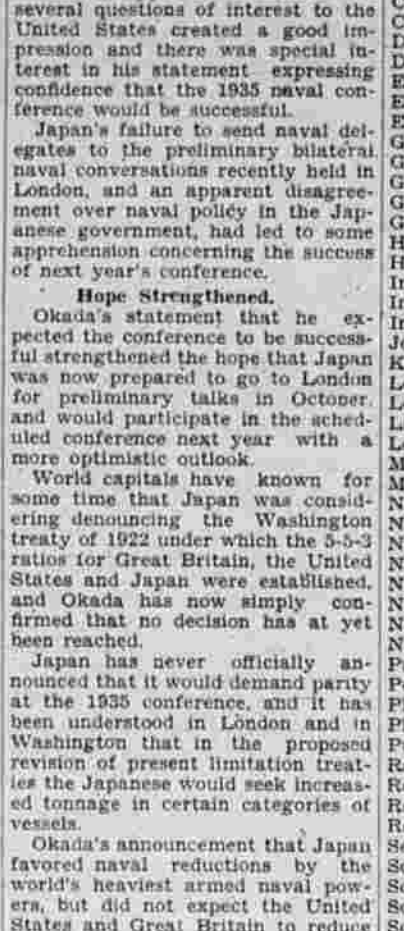 several questions of interest to the
United States created a good im-
pression and there was special in-
terest in his statement expressing
confidence that the 1935 naval con-
ference would be successful.
Japan's failure to send naval del-
egates to the preliminary bilateral
naval conversations recently held in
London, and an apparent disagree-
ment over naval policy in the Jap-
anese government, had led to some
apprehension concerning the success
of next year's conference.
Hope Strengthened.
Okada's statement that he ex-
pected the conference to be success-
ful strengthened the hope that Japan
was now prepared to go to London
for preliminary talks in Octoner.
and would participate in the sched-
uled conference next year with a
more optimistic outlook.
World capitals have known for
some time that Japan was consid-
ering denouncing the Washington
treaty of 1922 under which the 5-5-3
ratios for Great Britain, the United
States and Japan were established,
and Okada has now simply con-
firmed that no decision has at yet
been reached.
Japan has never officially an-
nounced that it would demand parity
at the 1935 conference, and it has
been understood in London and in
Washington that in the proposed
revision of present limitation treat-
ies the Japanese would seek increas-
ed tonnage in certain categories of
vessels.
Okada's announcement that Japan
favored naval reductions by the
world's heaviest armed naval pow-
ers, but did not expect the United
States and Great Britain to reduce